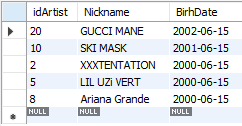 idArtist Nickname BirhDate
20 GUCCI MANE 2002-06-15
10 SKI MASK 2001-06-15
2 XXXTENTATION 2000-06-15
5 LIL UZi VERT 2000-06-15
8 Ariana Grande 2000-06-15
NULL NULL NULL